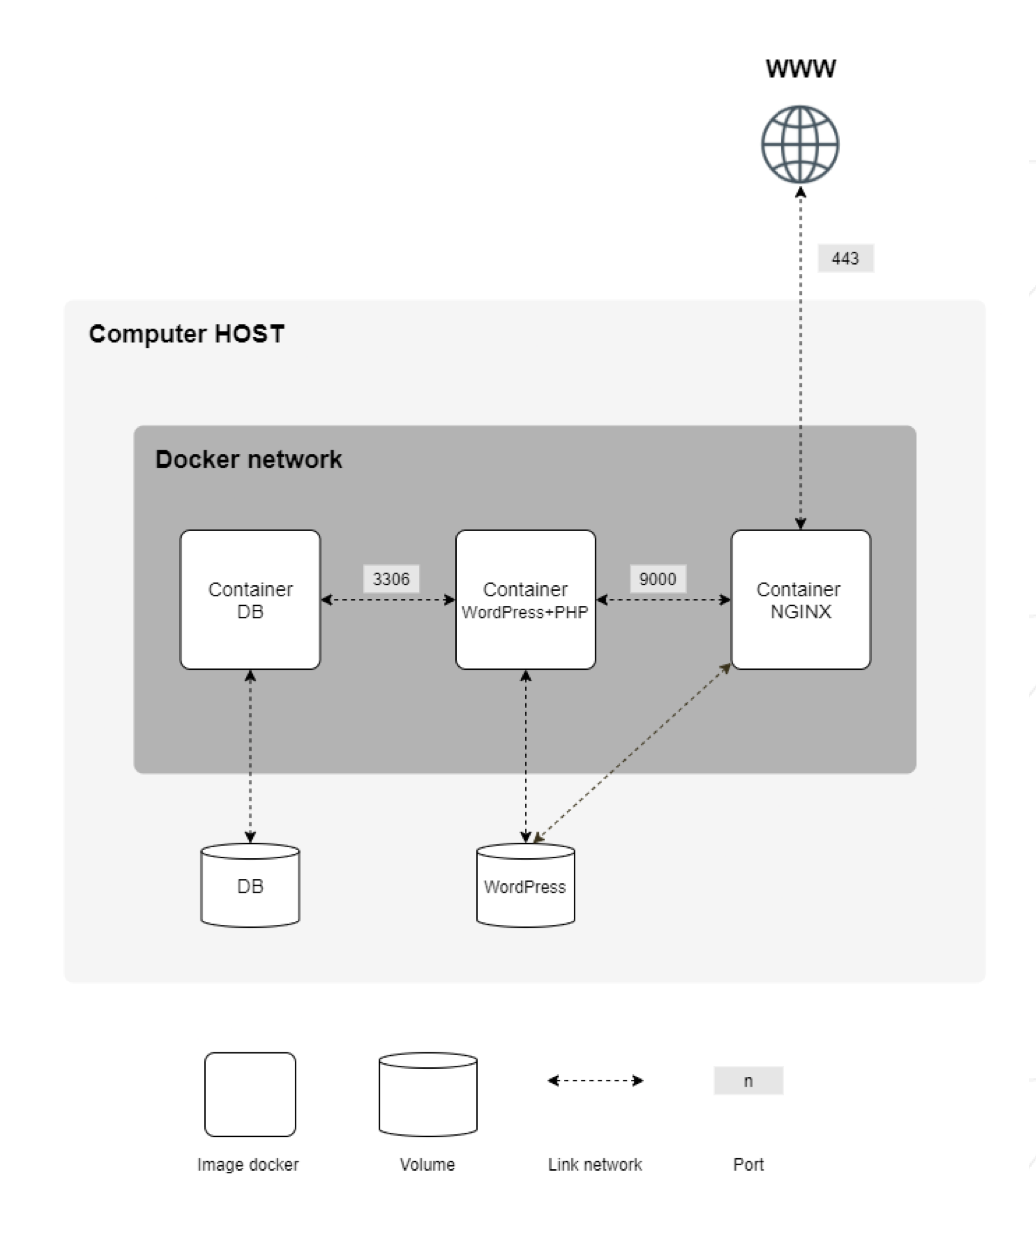 WWW
443
Computer HOST
Docker network
3306
9000
Container
DB
Container
WordPress+PHP
Container
NGINX
DB
WordPress
n
Image docker
Volume
Link network
Port